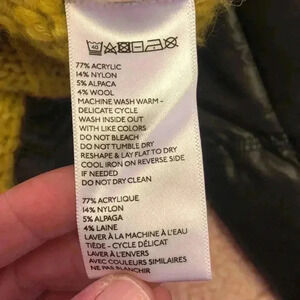 40
77% ACRYLIC
14% NYLON
5% ALPACA
4% WOOL
MACHINE WASH WARM -
DELICATE CYCLE
WASH INSIDE OUT
WITH LIKE COLORS
DO NOT BLEACH
DO NOT TUMBLE DRY
RESHAPE & LAY FLAT TO DRY
COOL IRON ON REVERSE SIDE
IF NEEDED
DO NOT DRY CLEAN
77% ACRYLIQUE
14% NYLON
5% ALPAGA
4% LAINE
LAVER À LA MACHINE À L'EAU
TIÈDE - CYCLE DÉLICAT
LAVER À L'ENVERS
AVEC COULEURS SIMILAIRES
NE PAS BLANCHIR